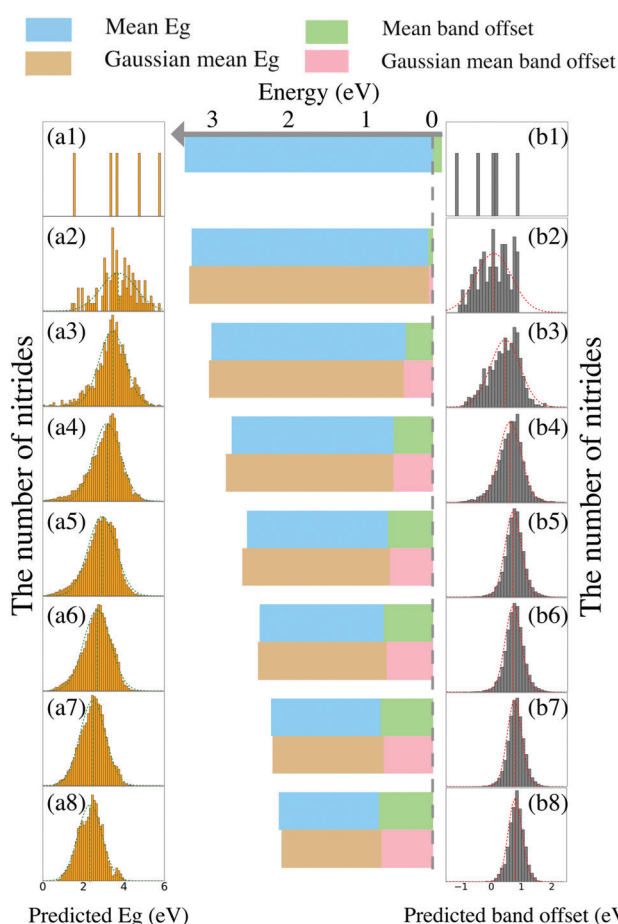 Mean Eg
Mean band offset
Gaussian mean Eg
Gaussian mean band offset
Energy (eV)
3 2 1 0
(a1)
(b1)
(a2)
(b2)
(a3)
(b3)
(a4)
(b4)
(a5)
(b5)
(a6)
(b6)
(a7)
(b7)
(a8)
(b8)
The number of nitrides
The number of nitrides
0 2 4 6
−1 0 1 2
Predicted Eg (eV)
Predicted band offset (eV